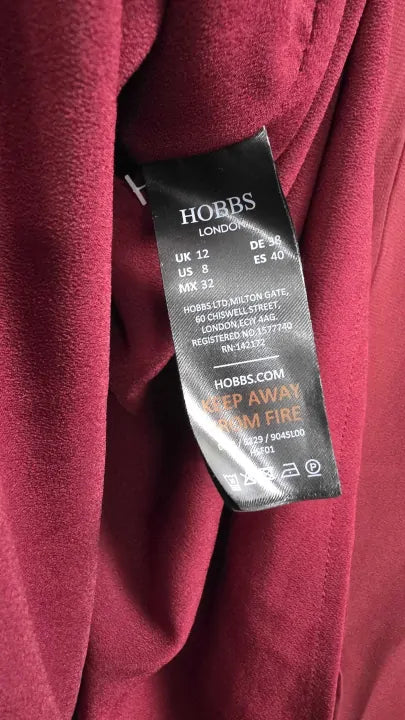 HOBBS
LONDON
UK 12 DE 38
US 8 ES 40
MX 32
HOBBS LTD,MILTON GATE,
60 CHISWELL STREET,
LONDON,EC1Y 4AG.
REGISTERED NO.1577740
RN:142172
HOBBS.COM
KEEP AWAY
FROM FIRE
/ 9045L00